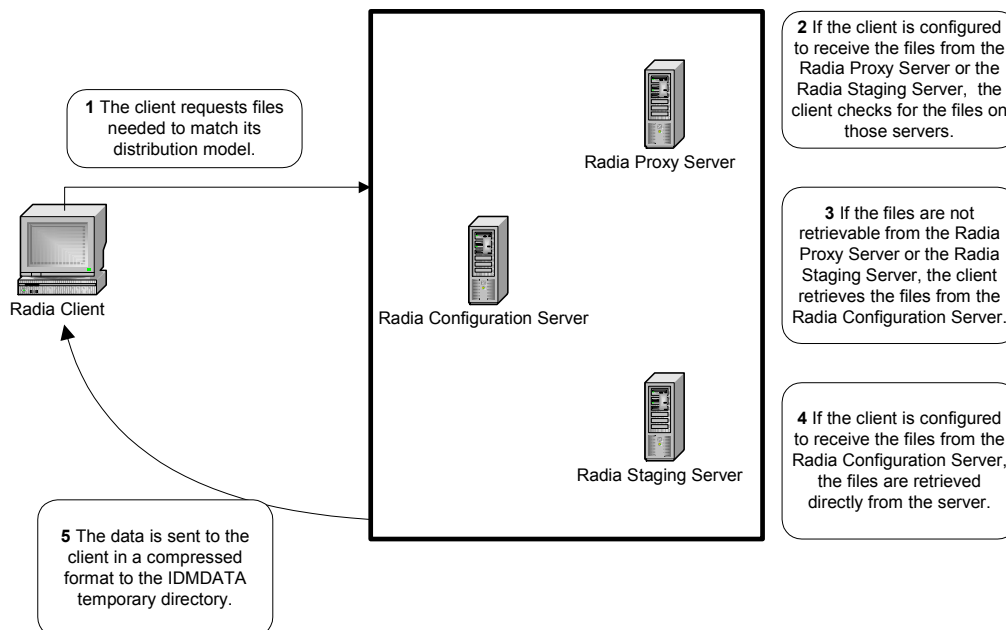 1 The client requests files
needed to match its
distribution model.
2 If the client is configured
to receive the files from the
Radia Proxy Server or the
Radia Staging Server, the
client checks for the files on
those servers.
Radia Proxy Server
3 If the files are not
retrievable from the Radia
Proxy Server or the Radia
Staging Server, the client
retrieves the files from the
Radia Configuration Server.
Radia Client
Radia Configuration Server
4 If the client is configured
to receive the files from the
Radia Configuration Server,
the files are retrieved
directly from the server.
Radia Staging Server
5 The data is sent to the
client in a compressed
format to the IDMDATA
temporary directory.